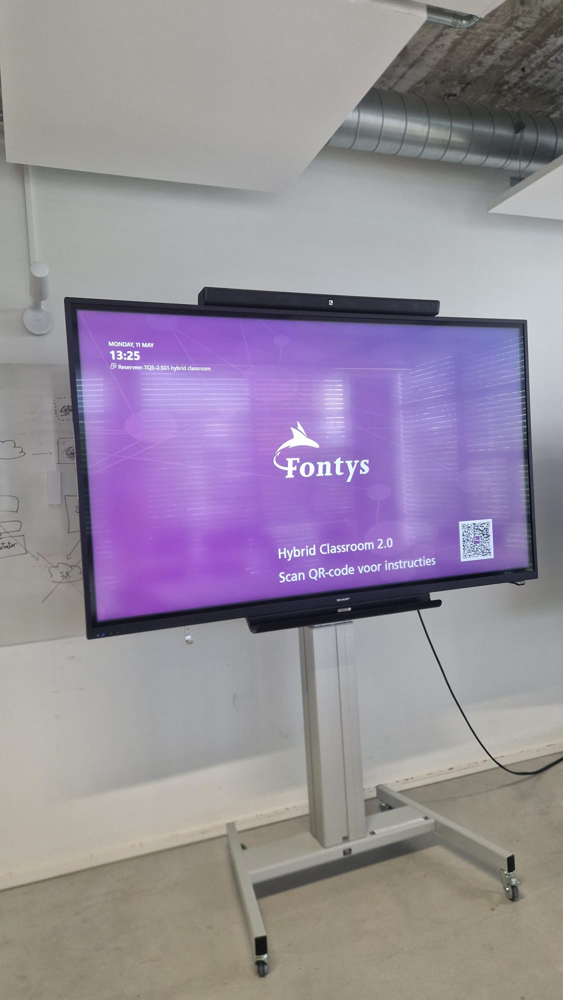 MONDAY, 11 MAY
13:25
Reserveer TQ5-2.501 hybrid classroom
Fontys
Hybrid Classroom 2.0
Scan QR-code voor instructies
SHARP